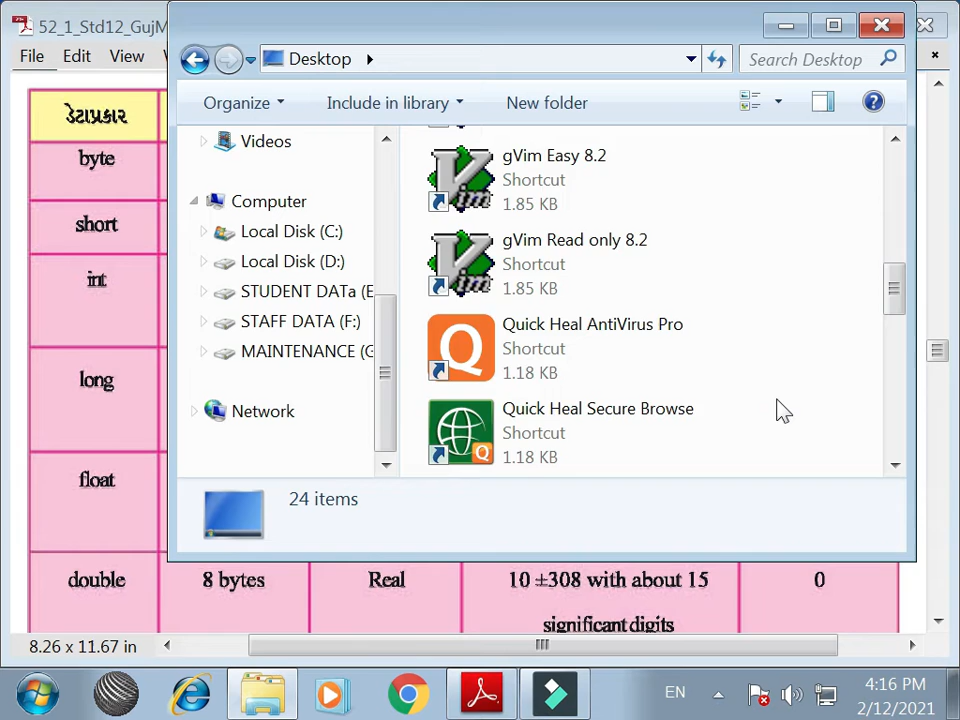 52_1_Std12_GujM
File Edit View
Desktop
Search Desktop
Organize Include in library New folder
Videos
Computer
Local Disk (C:)
Local Disk (D:)
STUDENT DATa (E
STAFF DATA (F:)
MAINTENANCE (G
Network
gVim Easy 8.2
Shortcut
1.85 KB
gVim Read only 8.2
Shortcut
1.85 KB
Quick Heal AntiVirus Pro
Shortcut
1.18 KB
Quick Heal Secure Browse
Shortcut
1.18 KB
24 items
ડેટાપ્રકાર
byte
short
int
long
float
double 8 bytes Real 10 ±308 with about 15 0
significant digits
8.26 x 11.67 in
EN
4:16 PM
2/12/2021